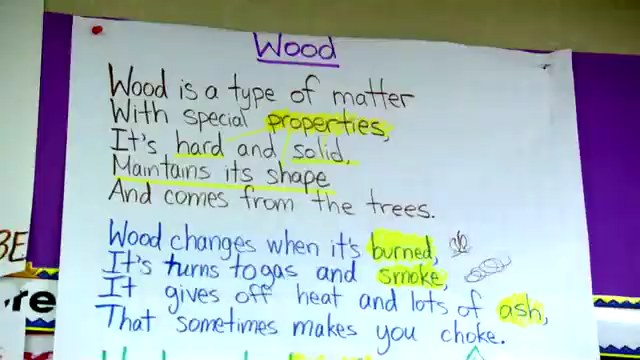 Wood
Wood is a type of matter
With special properties,
It's hard and solid,
Maintains its shape
And comes from the trees.
Wood changes when it's burned,
It's turns to gas and smoke,
It gives off heat and lots of ash,
That sometimes makes you choke.
BE
re